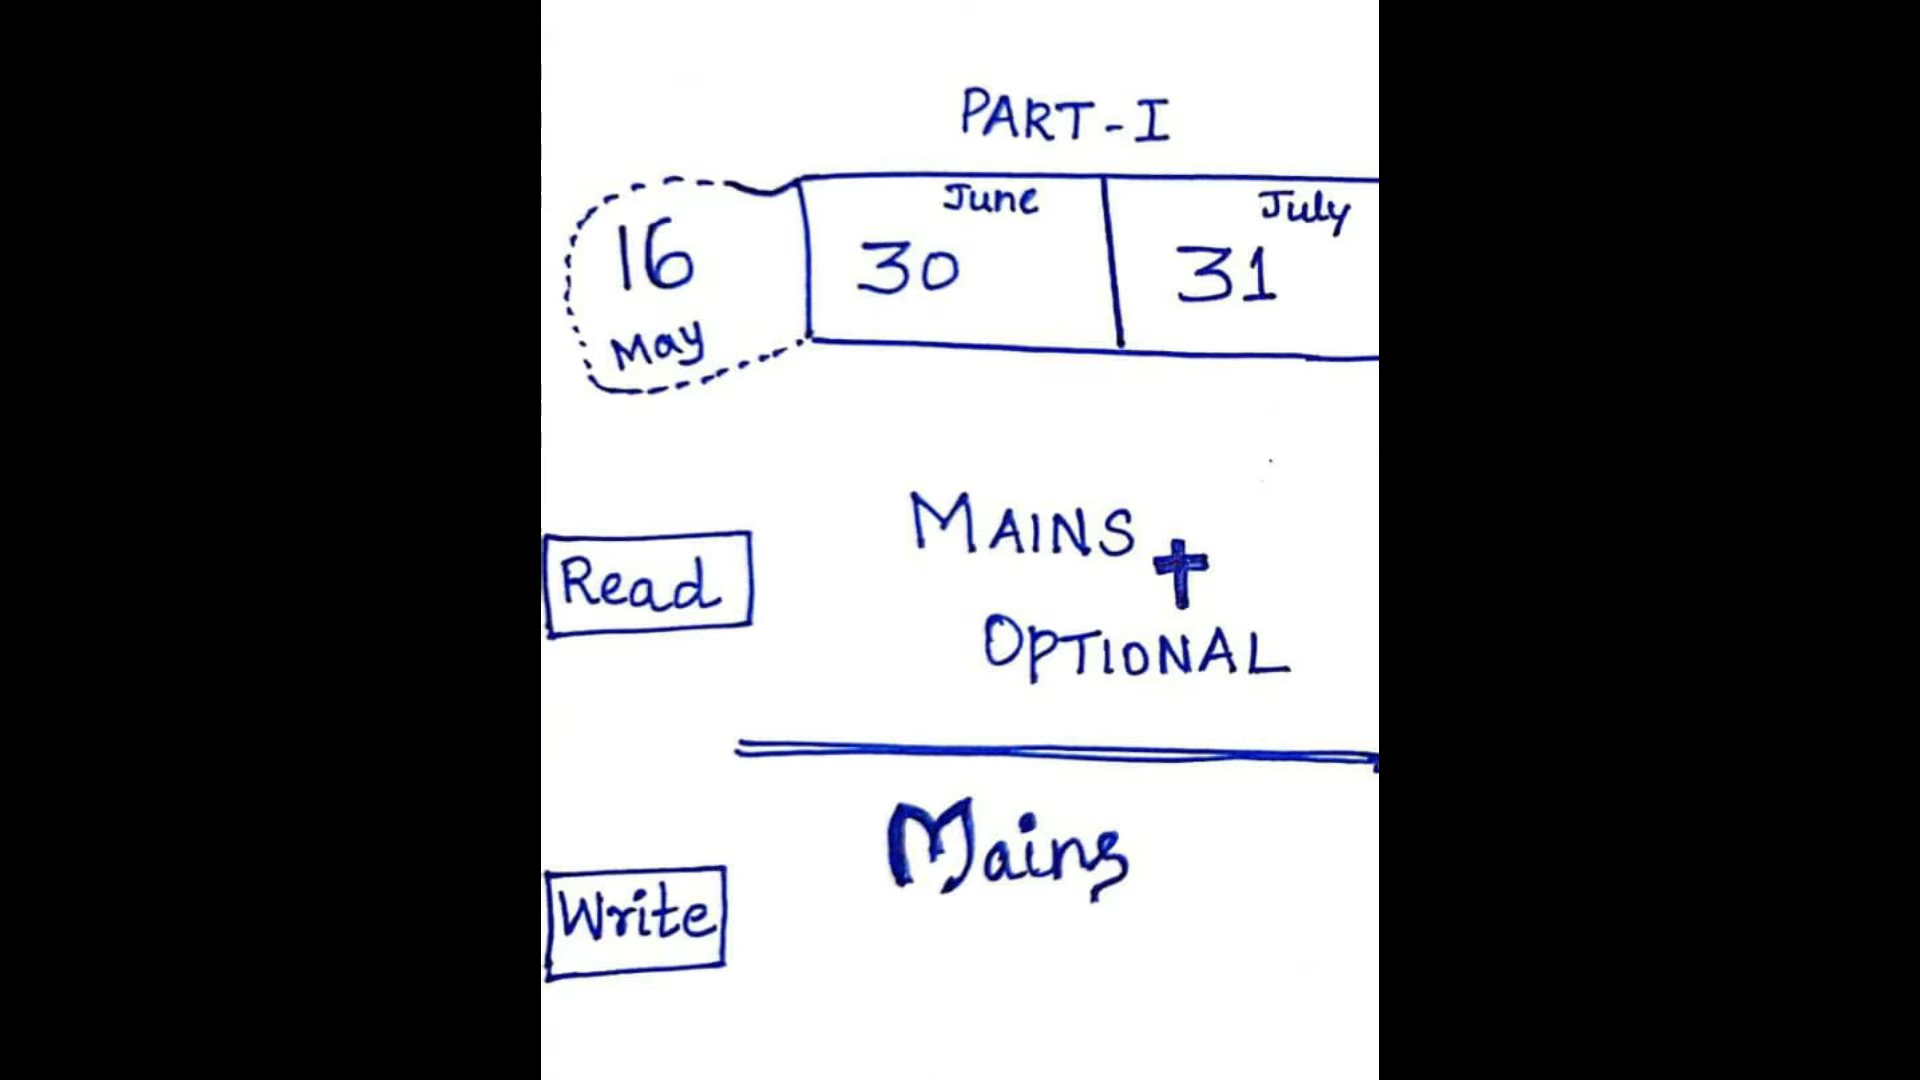 PART-I
June
July
16
30
31
May
MAINS
+
Read
OPTIONAL
Mains
Write